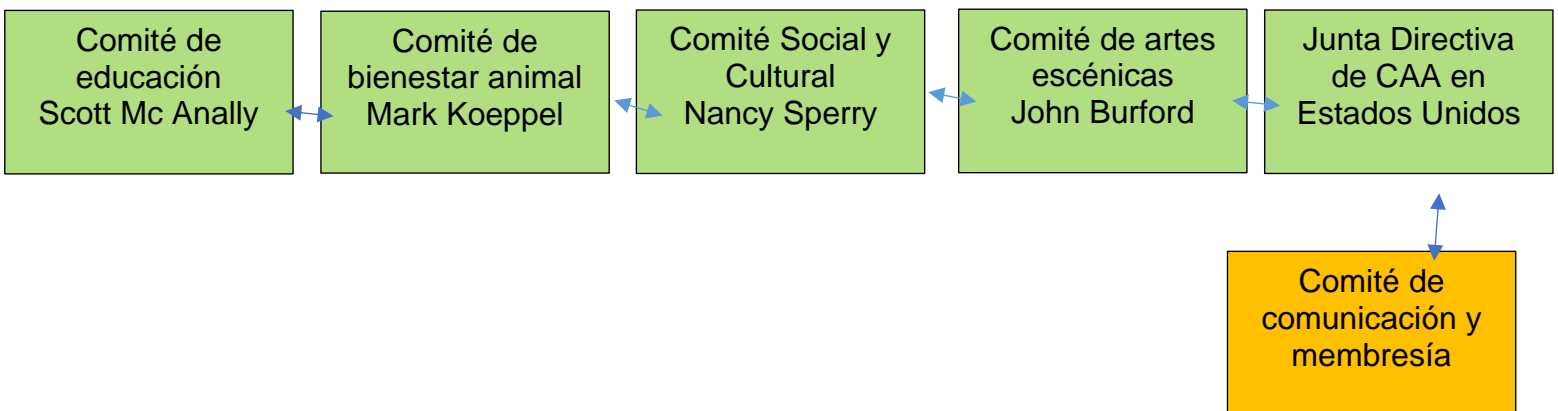 Comité de
educación
Scott Mc Anally
Comité de
bienestar animal
Mark Koeppel
Comité Social y
Cultural
Nancy Sperry
Comité de artes
escénicas
John Burford
Junta Directiva
de CAA en
Estados Unidos
Comité de
comunicación y
membresía